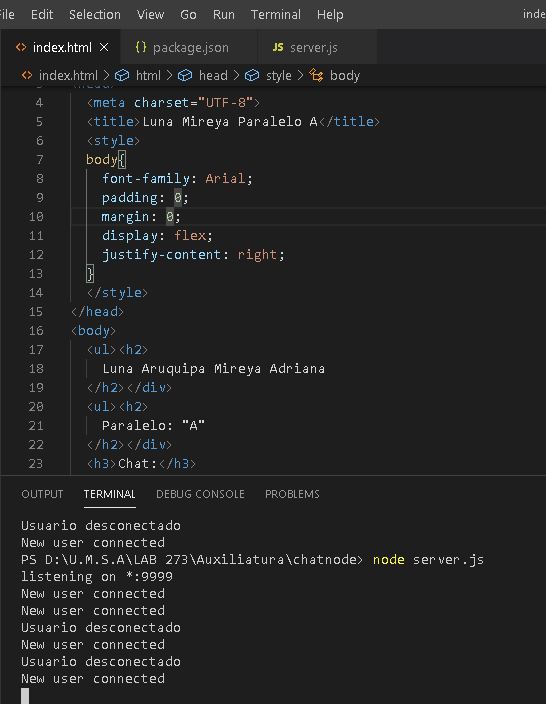 File Edit Selection View Go Run Terminal Help inde
index.html × {} package.json JS server.js
index.html > html > head > style > body
3 <head>
4 <meta charset="UTF-8">
5 <title>Luna Mireya Paralelo A</title>
6 <style>
7 body{
8 font-family: Arial;
9 padding: 0;
10 margin: 0;
11 display: flex;
12 justify-content: right;
13 }
14 </style>
15 </head>
16 <body>
17 <ul><h2>
18 Luna Aruquipa Mireya Adriana
19 </h2></div>
20 <ul><h2>
21 Paralelo: "A"
22 </h2></div>
23 <h3>Chat:</h3>
OUTPUT TERMINAL DEBUG CONSOLE PROBLEMS
Usuario desconectado
New user connected
PS D:\U.M.S.A\LAB 273\Auxiliatura\chatnode> node server.js
listening on *:9999
New user connected
New user connected
Usuario desconectado
New user connected
Usuario desconectado
New user connected